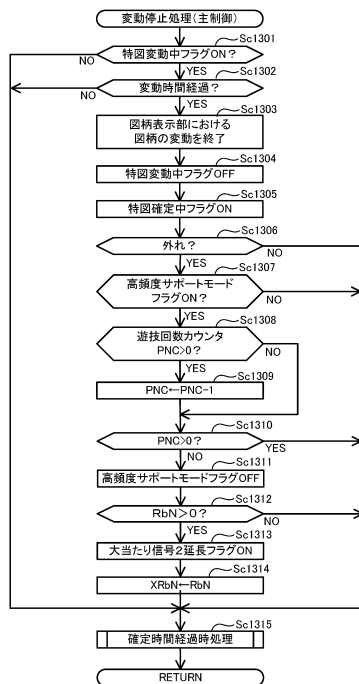 変動停止処理(主制御)
Sc1301
特図変動中フラグON？
NO
YES
Sc1302
変動時間経過？
NO
YES
Sc1303
図柄表示部における
図柄の変動を終了
Sc1304
特図変動中フラグOFF
Sc1305
特図確定中フラグON
Sc1306
外れ？
NO
YES
Sc1307
高頻度サポートモード
フラグON？
NO
YES
Sc1308
遊技回数カウンタ
PNC>0？
NO
YES
Sc1309
PNC←PNC-1
Sc1310
PNC>0？
YES
NO
Sc1311
高頻度サポートモードフラグOFF
Sc1312
RbN>0？
NO
YES
Sc1313
大当たり信号2延長フラグON
Sc1314
XRbN←RbN
Sc1315
確定時間経過時処理
RETURN